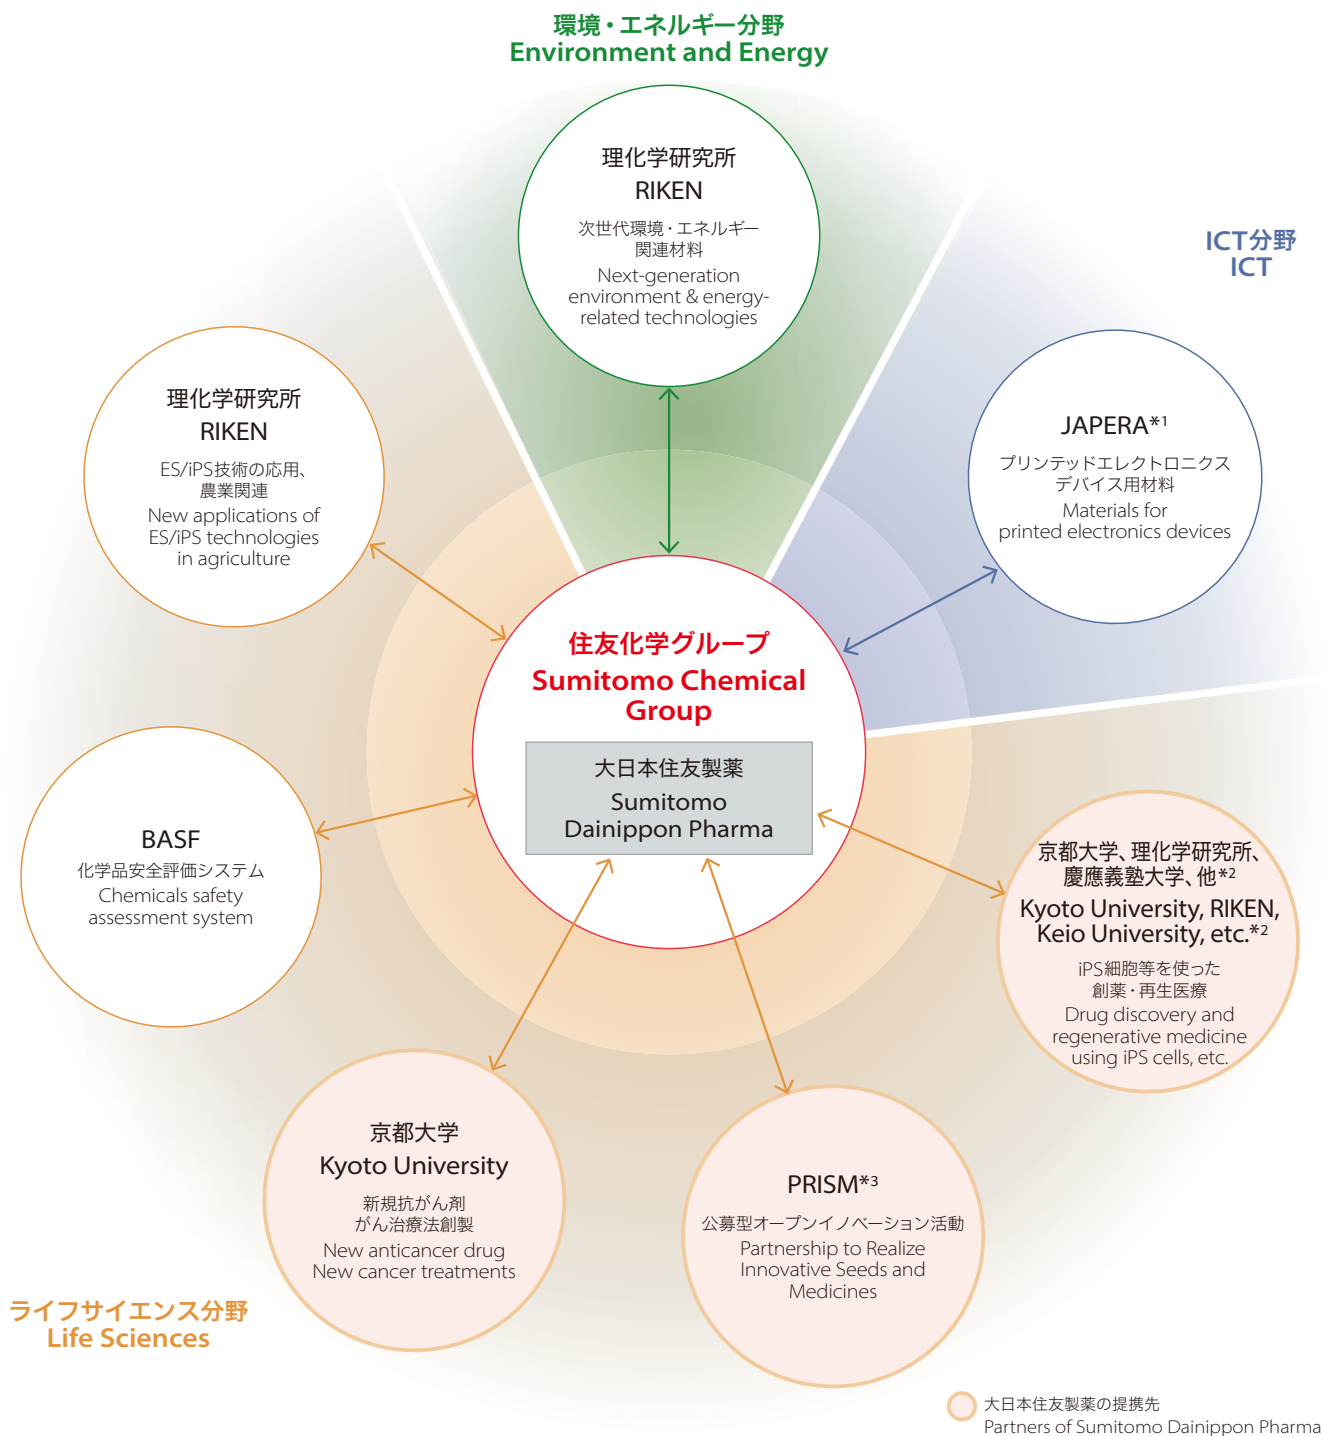 環境・エネルギー分野
Environment and Energy
理化学研究所
RIKEN
次世代環境・エネルギー
関連材料
Next-generation
environment & energy-
related technologies
ICT分野
ICT
JAPERA*1
プリンテッドエレクトロニクス
デバイス用材料
Materials for
printed electronics devices
理化学研究所
RIKEN
ES/iPS技術の応用、
農業関連
New applications of
ES/iPS technologies
in agriculture
住友化学グループ
Sumitomo Chemical
Group
大日本住友製薬
Sumitomo
Dainippon Pharma
BASF
化学品安全評価システム
Chemicals safety
assessment system
京都大学、理化学研究所、
慶應義塾大学、他*2
Kyoto University, RIKEN,
Keio University, etc.*2
iPS細胞等を使った
創薬・再生医療
Drug discovery and
regenerative medicine
using iPS cells, etc.
京都大学
Kyoto University
新規抗がん剤
がん治療法創製
New anticancer drug
New cancer treatments
PRISM*3
公募型オープンイノベーション活動
Partnership to Realize
Innovative Seeds and
Medicines
ライフサイエンス分野
Life Sciences
大日本住友製薬の提携先
Partners of Sumitomo Dainippon Pharma